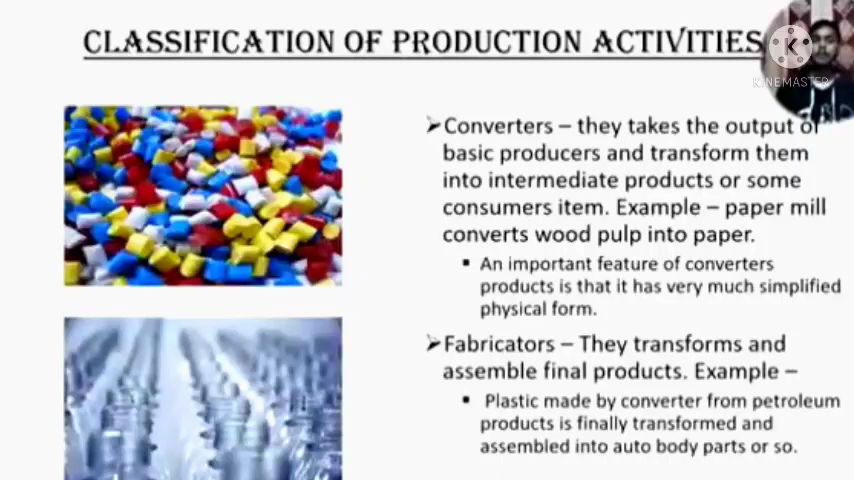 CLASSIFICATION OF PRODUCTION ACTIVITIES
K
KINEMASTER
➢Converters – they takes the output of
basic producers and transform them
into intermediate products or some
consumers item. Example – paper mill
converts wood pulp into paper.
▪ An important feature of converters
products is that it has very much simplified
physical form.
➢Fabricators – They transforms and
assemble final products. Example –
▪ Plastic made by converter from petroleum
products is finally transformed and
assembled into auto body parts or so.